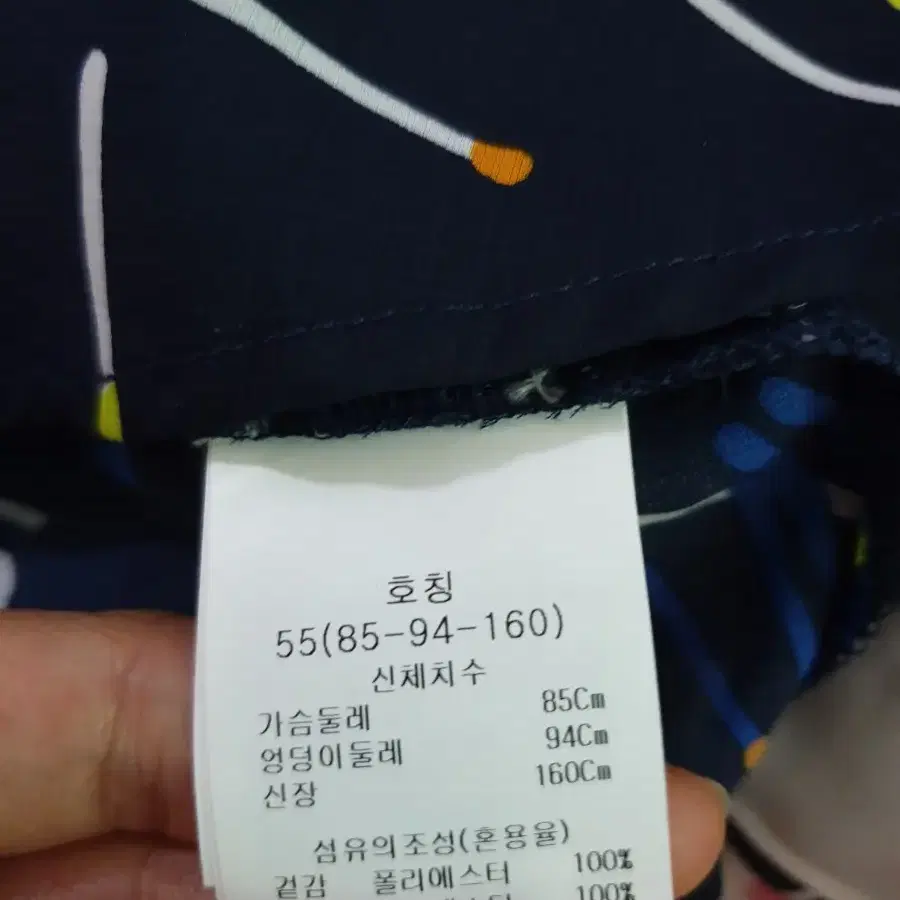 호칭
55(85-94-160)
신체치수
가슴둘레 85Cm
엉덩이둘레 94Cm
신장 160Cm
섬유의조성(혼용율)
겉감 폴리에스터 100%
100%